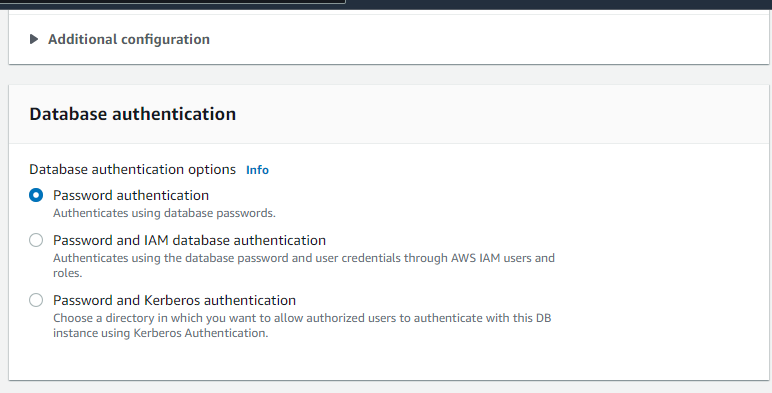 Additional configuration
Database authentication
Database authentication options Info
Password authentication
Authenticates using database passwords.
Password and IAM database authentication
Authenticates using the database password and user credentials through AWS IAM users and
roles.
Password and Kerberos authentication
Choose a directory in which you want to allow authorized users to authenticate with this DB
instance using Kerberos Authentication.